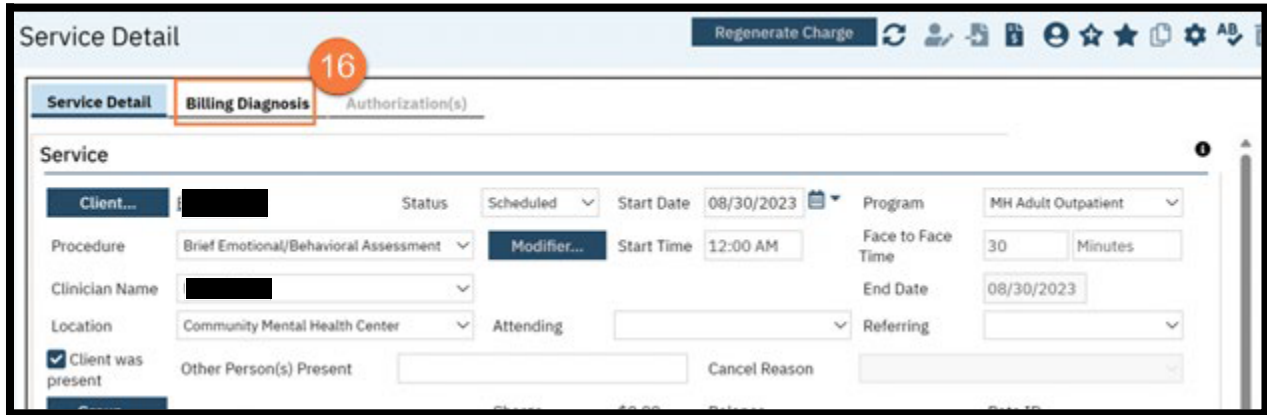 Service Detail
Regenerate Charge
16
Service Detail Billing Diagnosis Authorization(s)
Service
Client... Status Scheduled Start Date 08/30/2023 Program MH Adult Outpatient
Procedure Brief Emotional/Behavioral Assessment Modifier... Start Time 12:00 AM Face to Face Time 30 Minutes
Clinician Name End Date 08/30/2023
Location Community Mental Health Center Attending Referring
Client was present Other Person(s) Present Cancel Reason